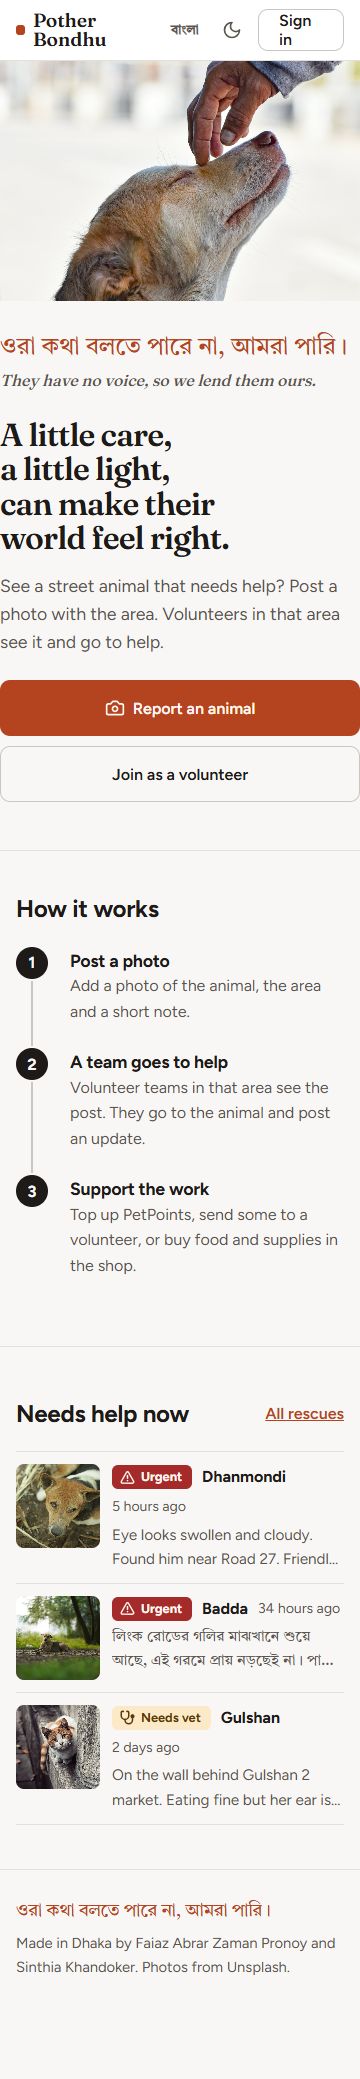 Pother
Bondhu
বাংলা
Sign
in
ওরা কথা বলতে পারে না, আমরা পারি।
They have no voice, so we lend them ours.
A little care,
a little light,
can make their
world feel right.
See a street animal that needs help? Post a
photo with the area. Volunteers in that area
see it and go to help.
Report an animal
Join as a volunteer
How it works
1 Post a photo
Add a photo of the animal, the area
and a short note.
2 A team goes to help
Volunteer teams in that area see the
post. They go to the animal and post
an update.
3 Support the work
Top up PetPoints, send some to a
volunteer, or buy food and supplies in
the shop.
Needs help now All rescues
Urgent Dhanmondi
5 hours ago
Eye looks swollen and cloudy.
Found him near Road 27. Friendl...
Urgent Badda 34 hours ago
লিংক রোডের গলির মাঝখানে শুয়ে
আছে, এই গরমে প্রায় নড়ছেই না। পা...
Needs vet Gulshan
2 days ago
On the wall behind Gulshan 2
market. Eating fine but her ear is...
ওরা কথা বলতে পারে না, আমরা পারি।
Made in Dhaka by Faiaz Abrar Zaman Pronoy and
Sinthia Khandoker. Photos from Unsplash.